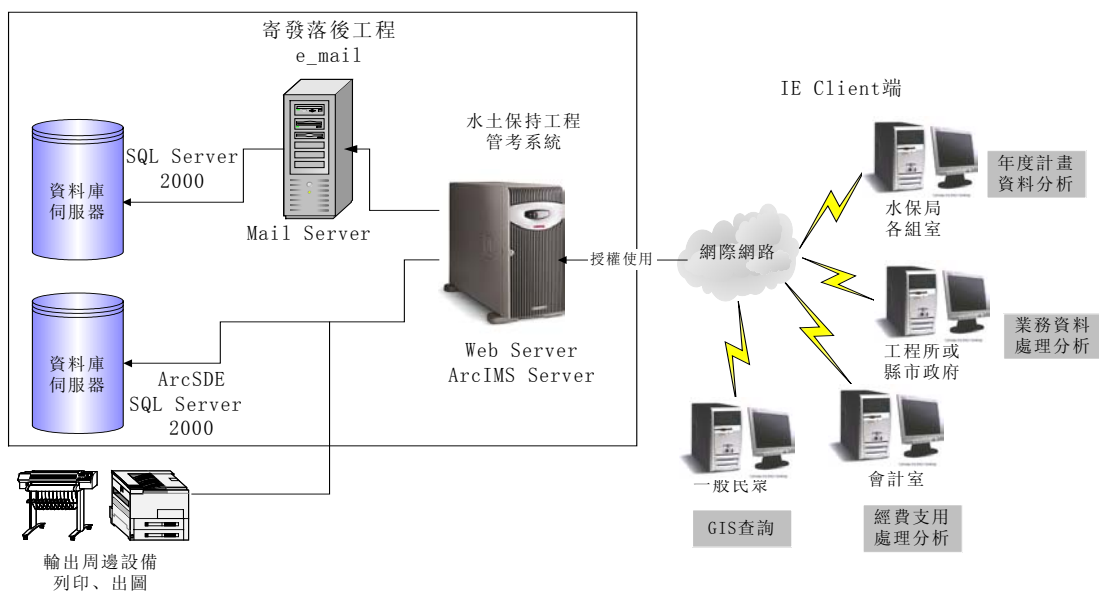 寄發落後工程
e_mail
IE Client端
水土保持工程
管考系統
SQL Server
2000
資料庫
伺服器
Mail Server
年度計畫
資料分析
水保局
各組室
授權使用
網際網路
業務資料
處理分析
工程所或
縣市政府
Web Server
ArcIMS Server
資料庫
伺服器
ArcSDE
SQL Server
2000
一般民眾
會計室
GIS查詢
經費支用
處理分析
輸出周邊設備
列印、出圖